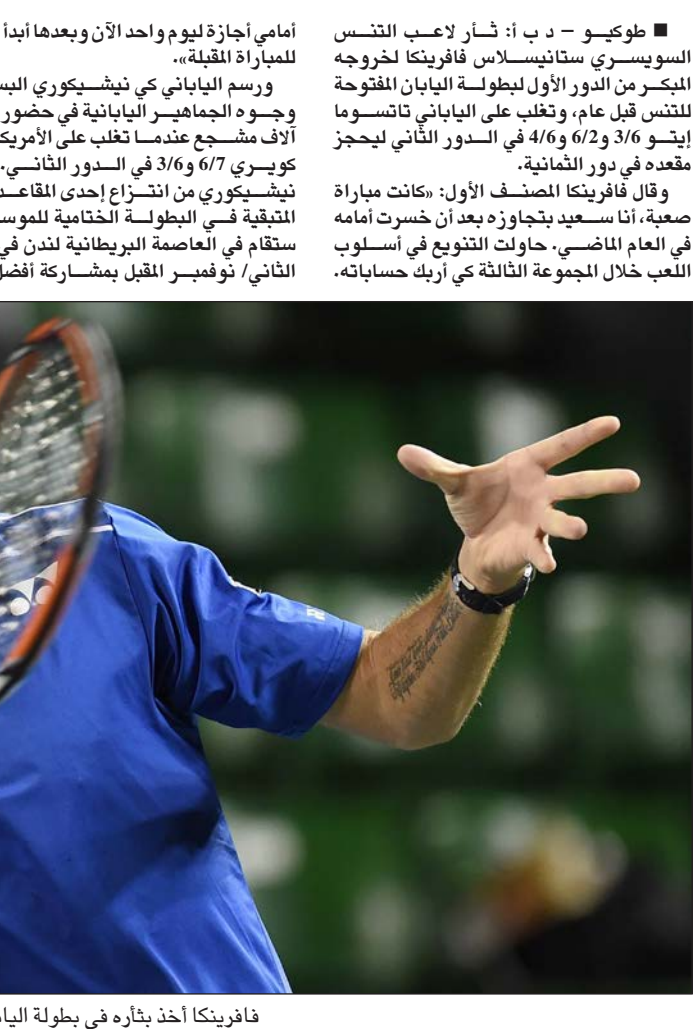 ■ طوكيو – د ب أ: ثأر لاعب التنس
السويسري ستانيسلاس فافرينكا لخروجه
المبكر من الدور الأول لبطولة اليابان المفتوحة
للتنس قبل عام، وتغلب على الياباني تاتسوما
إيتو 3/6 و6/2 و4/6 في الدور الثاني ليحجز
مقعده في دور الثمانية.
وقال فافرينكا المصنف الأول: «كانت مباراة
صعبة، أنا سعيد بتجاوزه بعد أن خسرت أمامه
في العام الماضي. حاولت التنويع في أسلوب
اللعب خلال المجموعة الثالثة كي أربك حساباته.
أمامي أجازة ليوم واحد الآن وبعدها أبدأ
للمباراة المقبلة».
ورسم الياباني كي نيشيكوري
وجوه الجماهير اليابانية في حضور
آلاف مشجع عندما تغلب على
كويري 6/7 و3/6 في الدور الثاني.
نيشيكوري من انتزاع إحدى
المتبقية في البطولة الختامية
ستقام في العاصمة البريطانية لندن في
الثاني/ نوفمبر المقبل بمشاركة
فافرينكا أخذ بثأره في بطولة